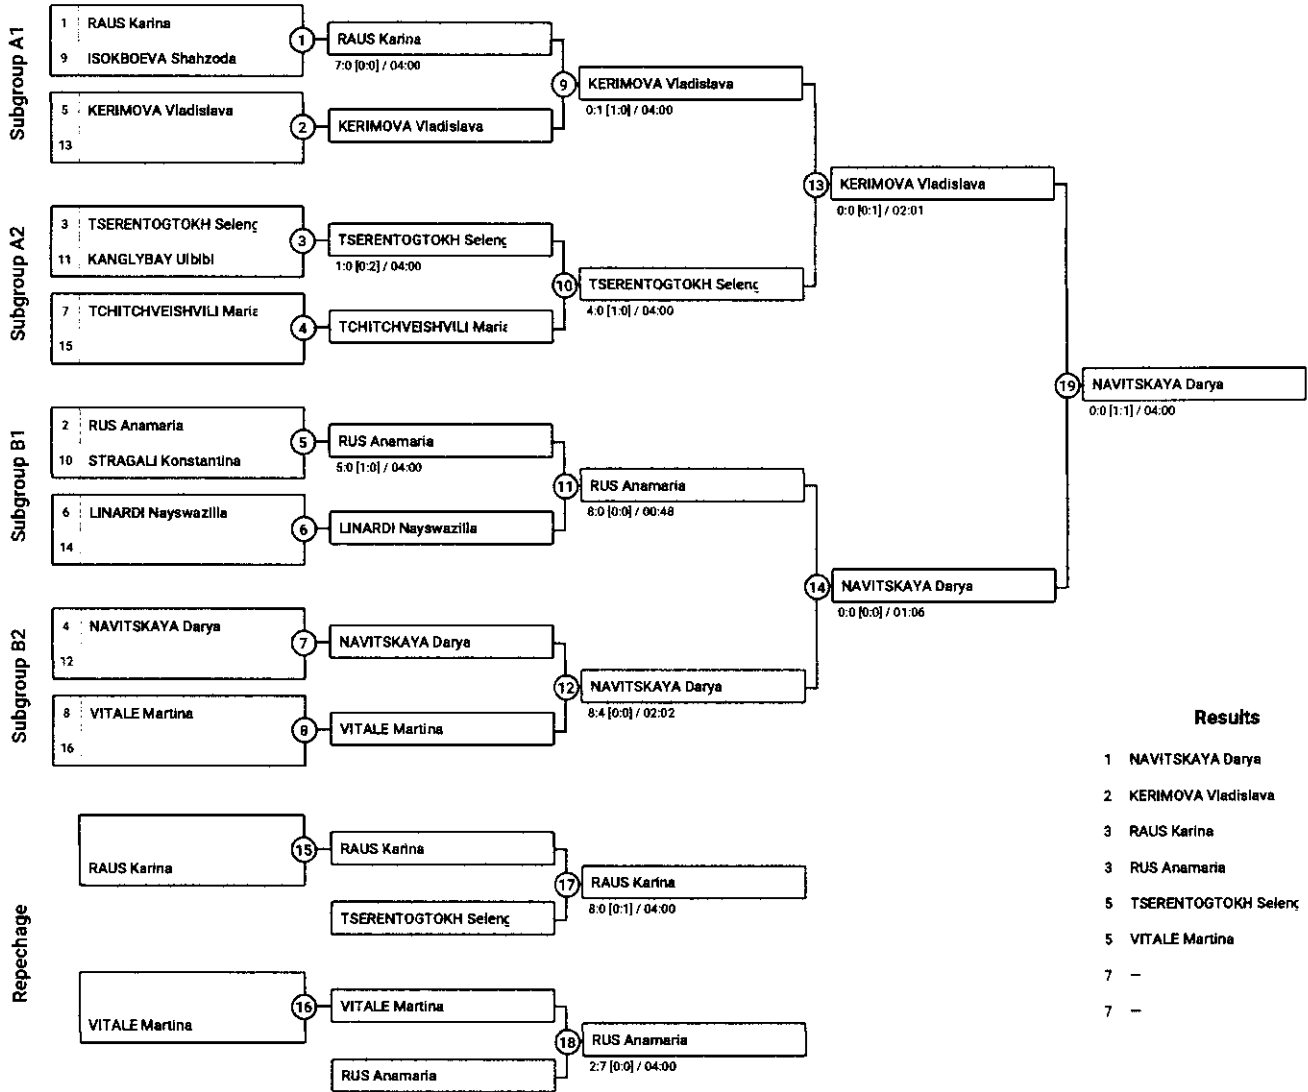 Subgroup A1
1 RAUS Karina
9 ISOKBOEVA Shahzoda
1
RAUS Karina
7:0 [0:0] / 04:00
5 KERIMOVA Vladislava
13
2
KERIMOVA Vladislava
9
KERIMOVA Vladislava
0:1 [1:0] / 04:00
Subgroup A2
3 TSERENTOGTOKH Seleng
11 KANGLYBAY Ulbibi
3
TSERENTOGTOKH Seleng
1:0 [0:2] / 04:00
7 TCHITCHVEISHVILI Maria
15
4
TCHITCHVEISHVILI Maria
10
TSERENTOGTOKH Seleng
4:0 [1:0] / 04:00
13
KERIMOVA Vladislava
0:0 [0:1] / 02:01
Subgroup B1
2 RUS Anamaria
10 STRAGALI Konstantina
5
RUS Anamaria
5:0 [1:0] / 04:00
6 LINARDI Nayswazilla
14
6
LINARDI Nayswazilla
11
RUS Anamaria
8:0 [0:0] / 00:48
Subgroup B2
4 NAVITSKAYA Darya
12
7
NAVITSKAYA Darya
8 VITALE Martina
16
8
VITALE Martina
12
NAVITSKAYA Darya
8:4 [0:0] / 02:02
14
NAVITSKAYA Darya
0:0 [0:0] / 01:06
19
NAVITSKAYA Darya
0:0 [1:1] / 04:00
Repechage
RAUS Karina
15
RAUS Karina
TSERENTOGTOKH Seleng
17
RAUS Karina
8:0 [0:1] / 04:00
VITALE Martina
16
VITALE Martina
RUS Anamaria
18
RUS Anamaria
2:7 [0:0] / 04:00
Results
1 NAVITSKAYA Darya
2 KERIMOVA Vladislava
3 RAUS Karina
3 RUS Anamaria
5 TSERENTOGTOKH Seleng
5 VITALE Martina
7 –
7 –